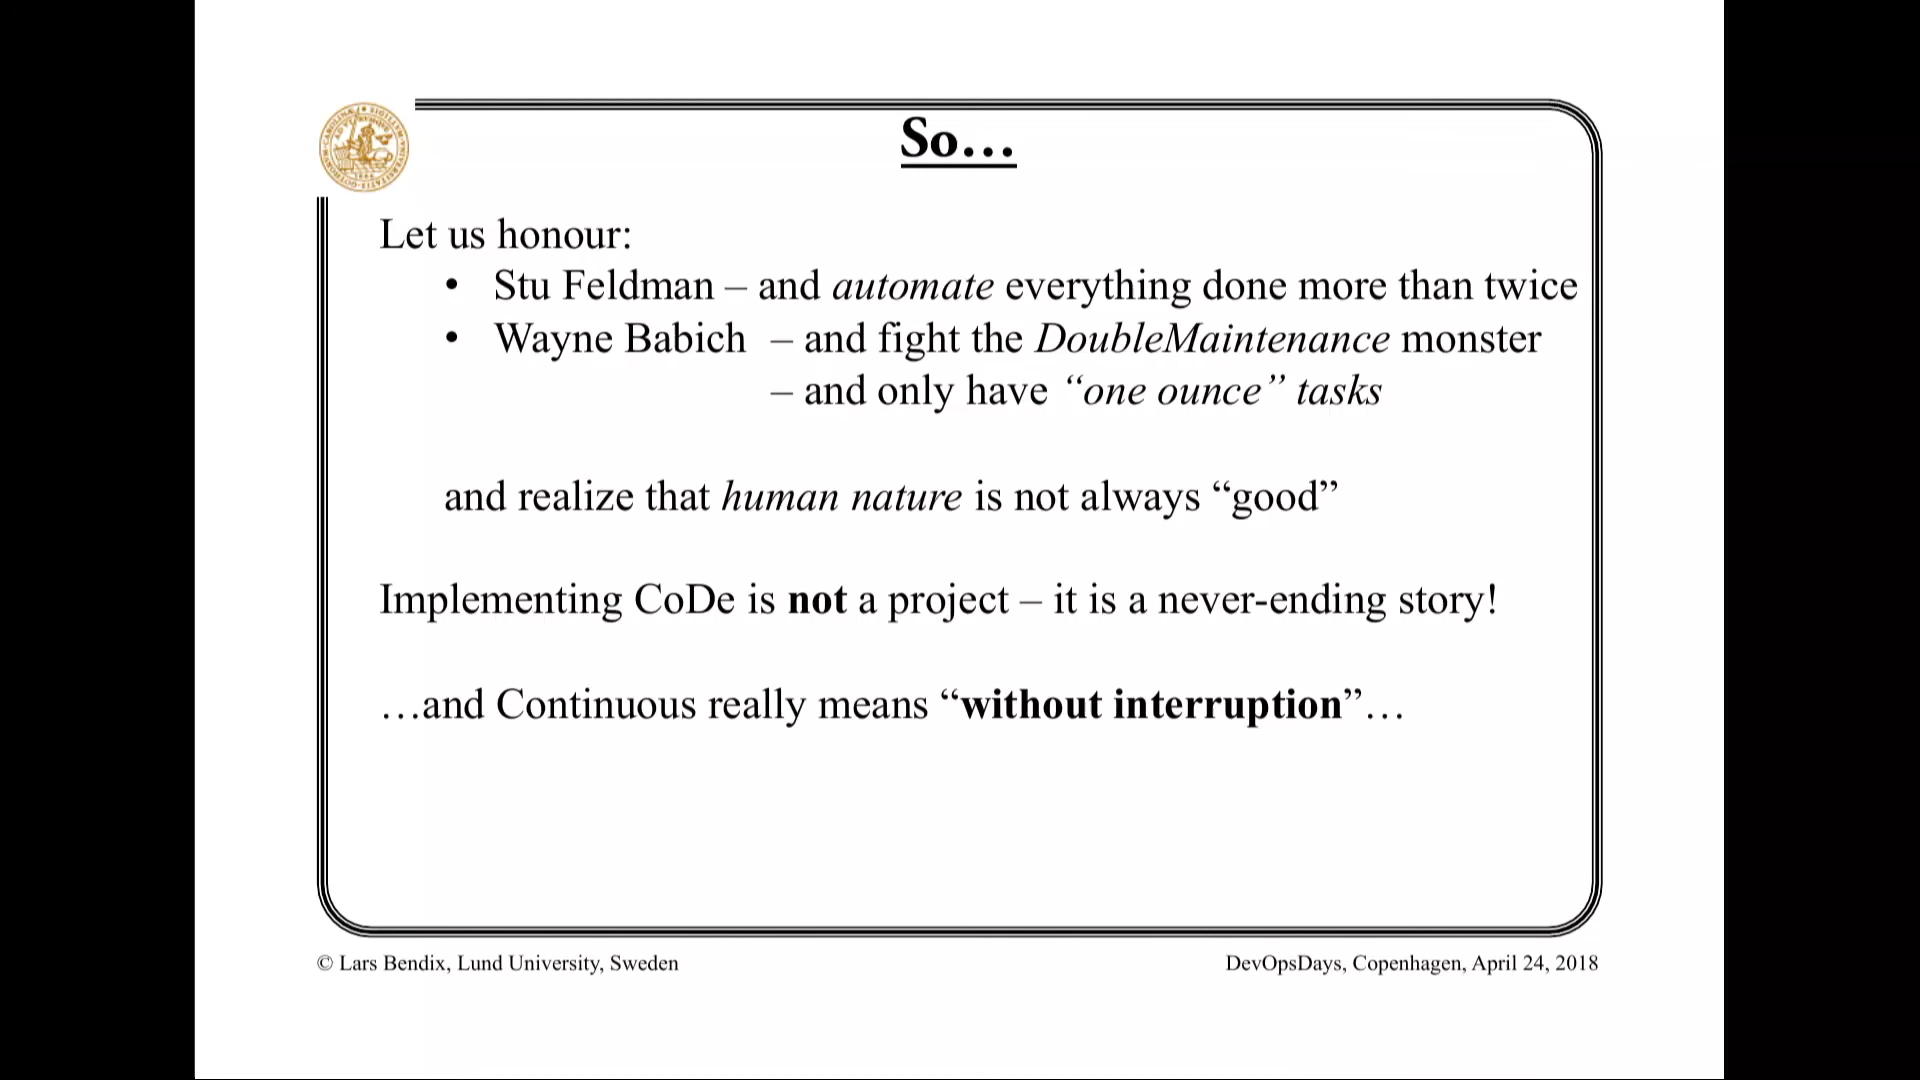 So…
Let us honour:
• Stu Feldman – and automate everything done more than twice
• Wayne Babich – and fight the DoubleMaintenance monster
– and only have “one ounce” tasks
and realize that human nature is not always “good”
Implementing CoDe is not a project – it is a never-ending story!
…and Continuous really means “without interruption”…
© Lars Bendix, Lund University, Sweden
DevOpsDays, Copenhagen, April 24, 2018